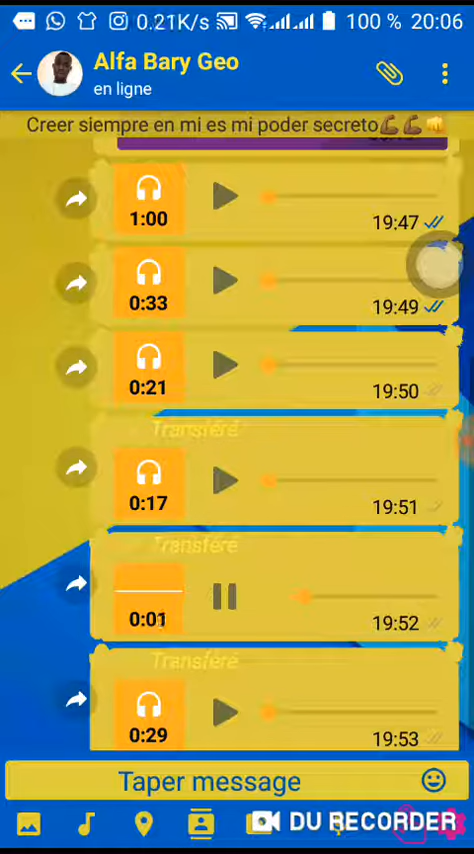 0.21K/s 100 % 20:06
Alfa Bary Geo
en ligne
Creer siempre en mi es mi poder secreto💪🏿💪🏿👊
1:00
19:47
0:33
19:49
0:21
19:50
Transféré
0:17
19:51
Transféré
0:01
19:52
Transféré
0:29
19:53
Taper message
DU RECORDER